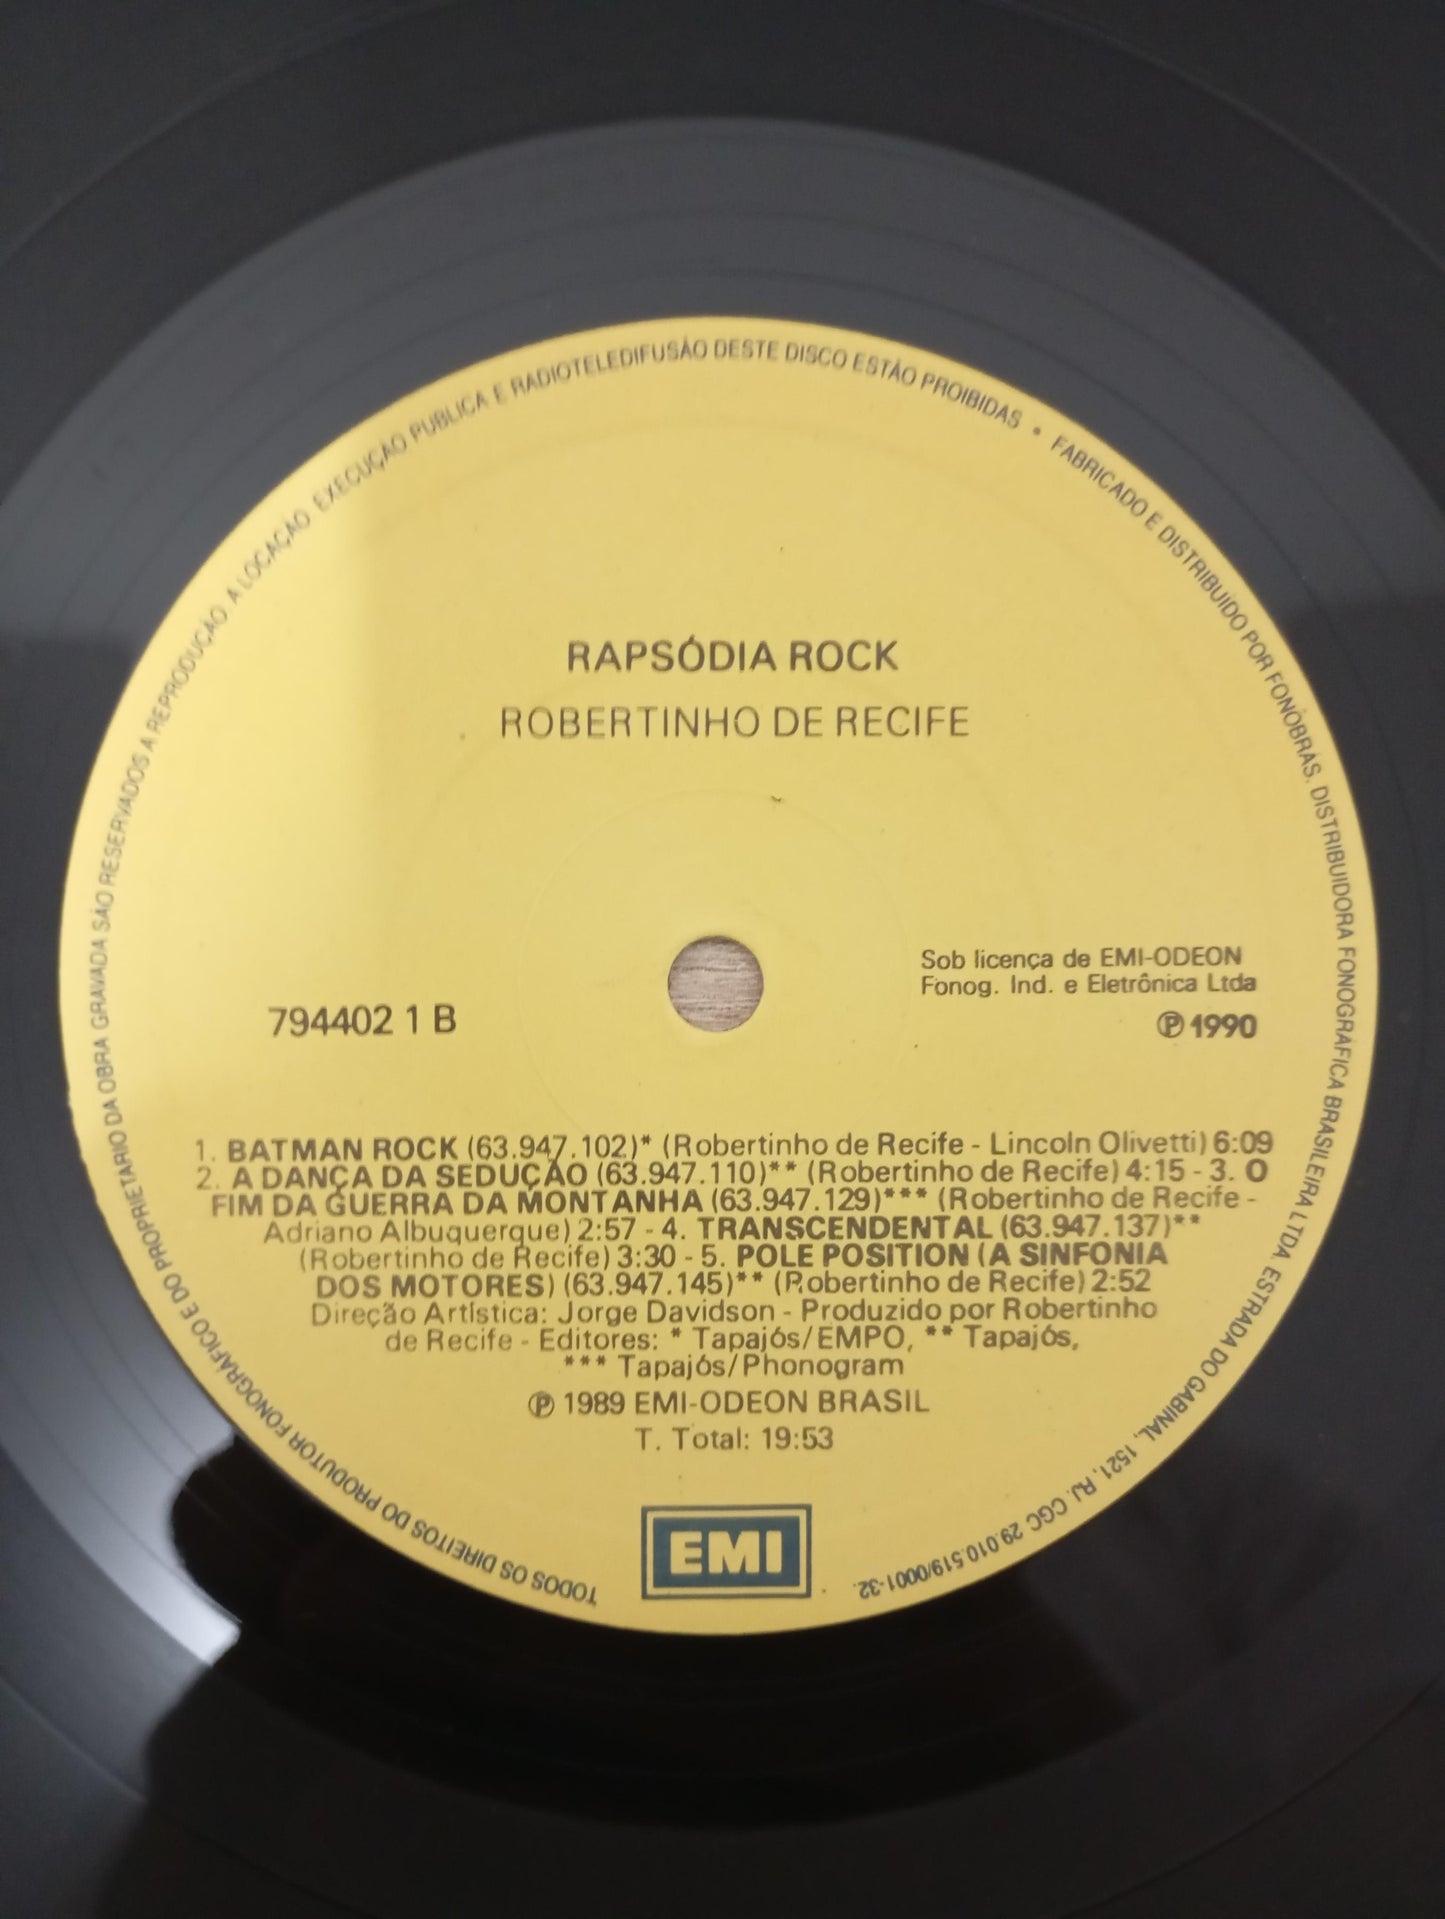 TODOS OS DIREITOS DO PRODUTOR FONOGRÁFICO E DO PROPRIETÁRIO DA OBRA GRAVADA SÃO RESERVADOS A REPRODUÇÃO A LOCAÇÃO EXECUÇÃO PÚBLICA E RADIOTELEDIFUSÃO DESTE DISCO ESTÃO PROIBIDAS • FABRICADO E DISTRIBUÍDO POR FONOBRÁS. DISTRIBUIDORA FONOGRÁFICA BRASILEIRA LTDA. ESTRADA DO GABINAL, 1521, RJ. CGC 29.010.519/0001-32.
RAPSÓDIA ROCK
ROBERTINHO DE RECIFE
Sob licença de EMI-ODEON
Fonog. Ind. e Eletrônica Ltda
794402 1 B
℗ 1990
1. BATMAN ROCK (63.947.102)* (Robertinho de Recife - Lincoln Olivetti) 6:09
2. A DANÇA DA SEDUÇÃO (63.947.110)** (Robertinho de Recife) 4:15 - 3. O
FIM DA GUERRA DA MONTANHA (63.947.129)*** (Robertinho de Recife -
Adriano Albuquerque) 2:57 - 4. TRANSCENDENTAL (63.947.137)**
(Robertinho de Recife) 3:30 - 5. POLE POSITION (A SINFONIA
DOS MOTORES) (63.947.145)** (Robertinho de Recife) 2:52
Direção Artística: Jorge Davidson - Produzido por Robertinho
de Recife - Editores: * Tapajós/EMPO, ** Tapajós,
*** Tapajós/Phonogram
℗ 1989 EMI-ODEON BRASIL
T. Total: 19:53
EMI